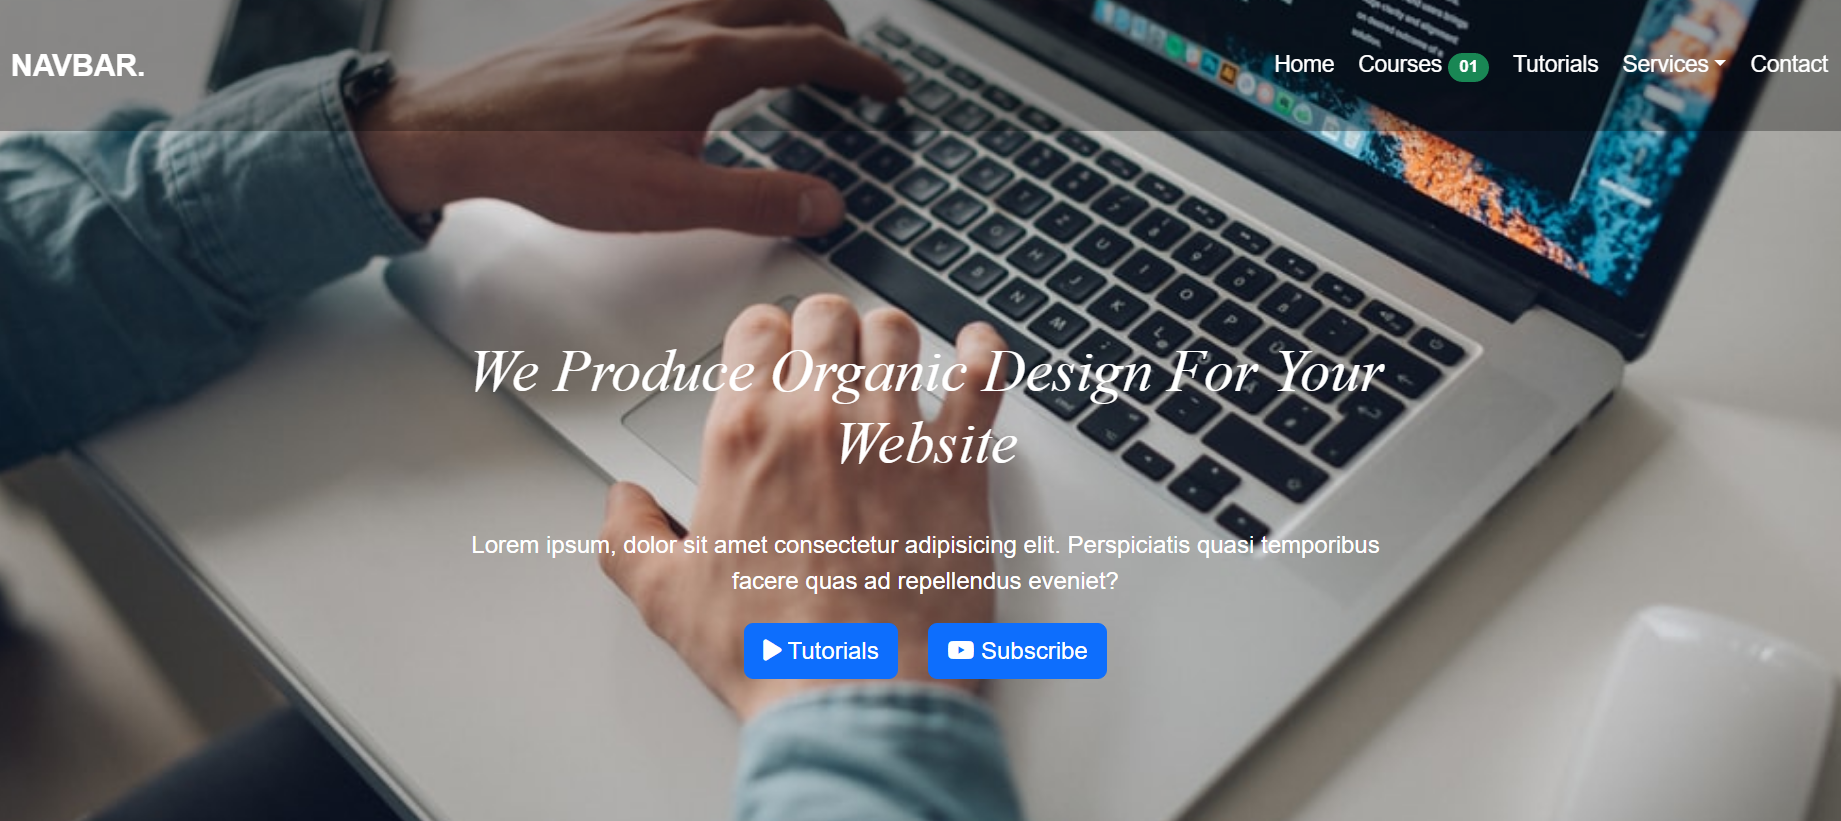 NAVBAR.
Home Courses 01 Tutorials Services Contact
We Produce Organic Design For Your
Website
Lorem ipsum, dolor sit amet consectetur adipisicing elit. Perspiciatis quasi temporibus
facere quas ad repellendus eveniet?
Tutorials Subscribe